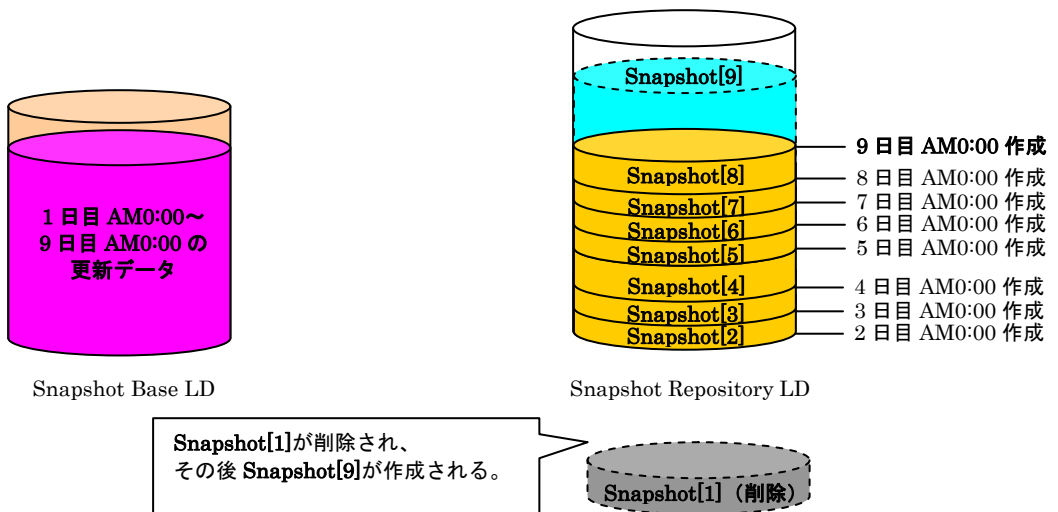 1 日目 AM0:00～
9 日目 AM0:00 の
更新データ
Snapshot Base LD
Snapshot[9]
Snapshot[8]
Snapshot[7]
Snapshot[6]
Snapshot[5]
Snapshot[4]
Snapshot[3]
Snapshot[2]
9 日目 AM0:00 作成
8 日目 AM0:00 作成
7 日目 AM0:00 作成
6 日目 AM0:00 作成
5 日目 AM0:00 作成
4 日目 AM0:00 作成
3 日目 AM0:00 作成
2 日目 AM0:00 作成
Snapshot Repository LD
Snapshot[1]が削除され、
その後 Snapshot[9]が作成される。
Snapshot[1]（削除）